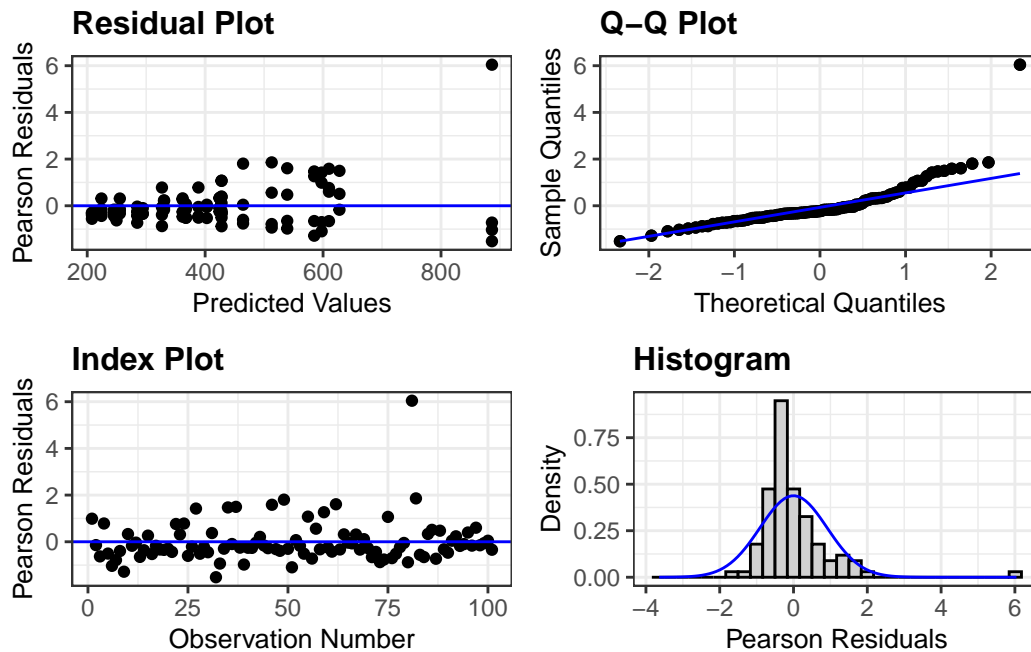 Residual Plot
Pearson Residuals
6
4
2
0
200 400 600 800
Predicted Values
Q−Q Plot
Sample Quantiles
6
4
2
0
−2 −1 0 1 2
Theoretical Quantiles
Index Plot
Pearson Residuals
6
4
2
0
0 25 50 75 100
Observation Number
Histogram
Density
0.75
0.50
0.25
0.00
−4 −2 0 2 4 6
Pearson Residuals